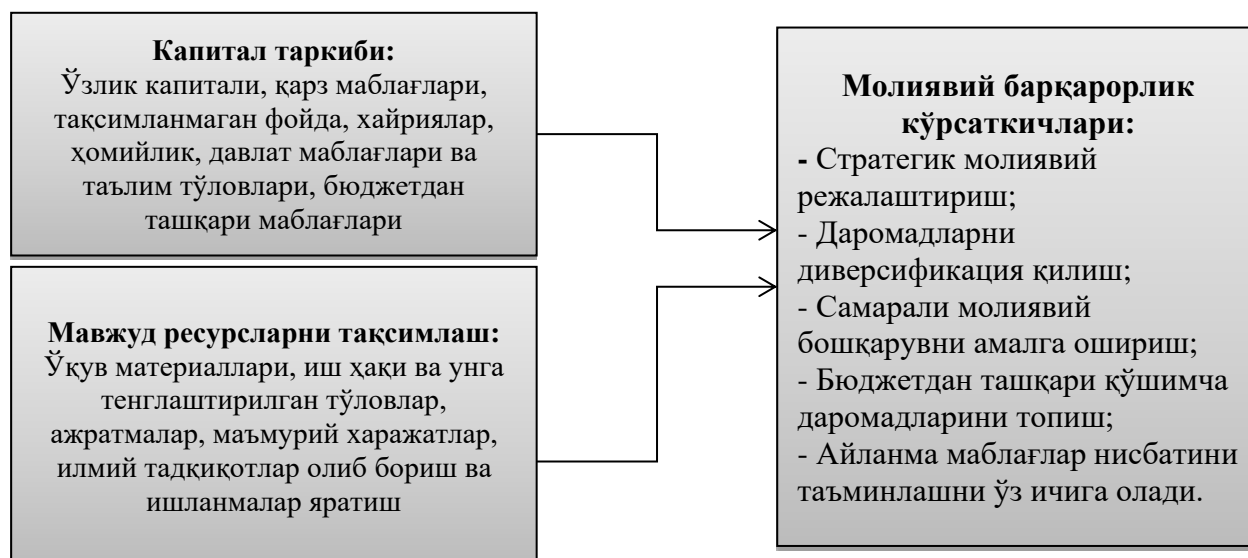 Капитал таркиби:
Ўзлик капитали, қарз маблағлари,
тақсимланмаган фойда, хайриялар,
ҳомийлик, давлат маблағлари ва
таълим тўловлари, бюджетдан
ташқари маблағлари
Мавжуд ресурсларни тақсимлаш:
Ўқув материаллари, иш ҳақи ва унга
тенглаштирилган тўловлар,
ажратмалар, маъмурий харажатлар,
илмий тадқиқотлар олиб бориш ва
ишланмалар яратиш
Молиявий барқарорлик
кўрсаткичлари:
- Стратегик молиявий
режалаштириш;
- Даромадларни
диверсификация қилиш;
- Самарали молиявий
бошқарувни амалга ошириш;
- Бюджетдан ташқари қўшимча
даромадларини топиш;
- Айланма маблағлар нисбатини
таъминлашни ўз ичига олади.